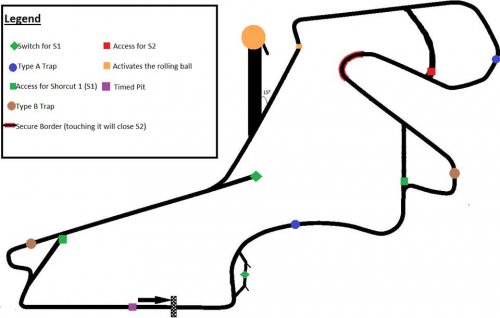 Legend
Switch for S1
Access for S2
Type A Trap
Activates the rolling ball
Access for Shorcut 1 (S1)
Timed Pit
Type B Trap
Secure Border (touching it will close S2)